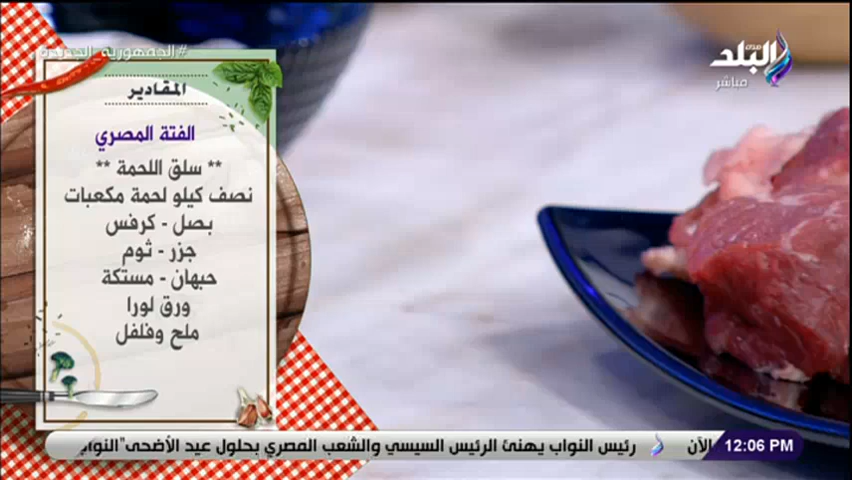 #الجمهورية_الجديدة
صدى
البلد
مباشر
المقادير
الفتة المصري
** سلق اللحمة **
نصف كيلو لحمة مكعبات
بصل - كرفس
جزر - ثوم
حبهان - مستكة
ورق لورا
ملح وفلفل
12:06 PM الآن رئيس النواب يهنئ الرئيس السيسي والشعب المصري بحلول عيد الأضحى "النواب